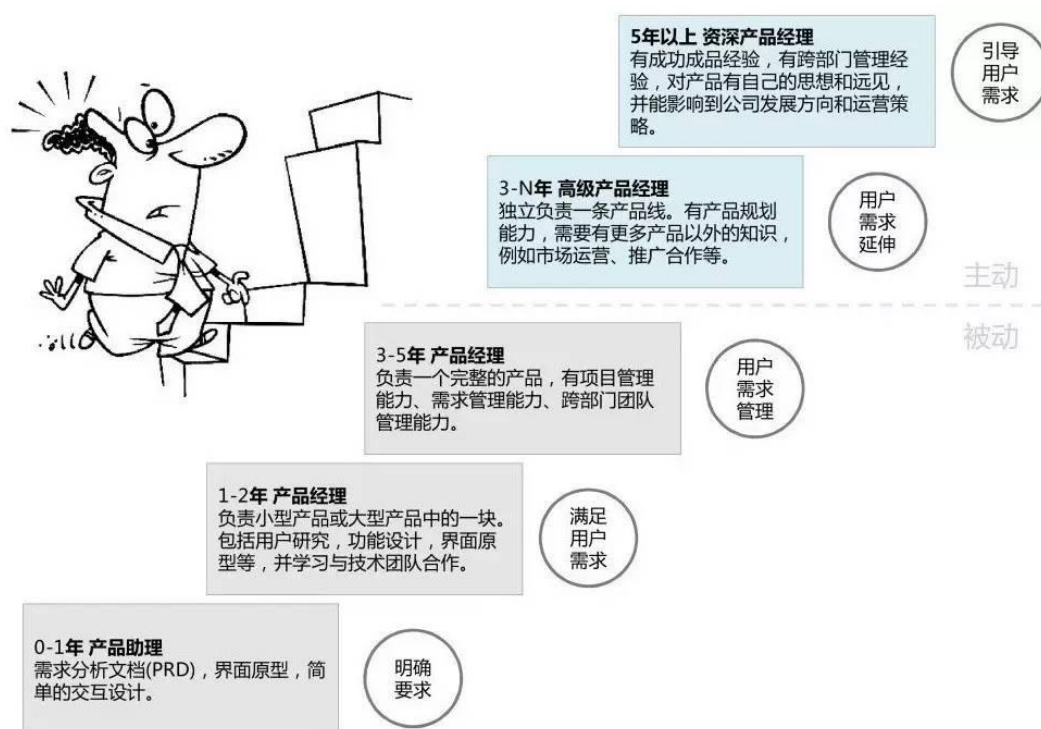 5年以上 资深产品经理
有成功成品经验，有跨部门管理经
验，对产品有自己的思想和远见，
并能影响到公司发展方向和运营策
略。
引导
用户
需求
3-N年 高级产品经理
独立负责一条产品线。有产品规划
能力，需要有更多产品以外的知识，
例如市场运营、推广合作等。
用户
需求
延伸
主动
被动
3-5年 产品经理
负责一个完整的产品，有项目管理
能力、需求管理能力、跨部门团队
管理能力。
用户
需求
管理
1-2年 产品经理
负责小型产品或大型产品中的一块。
包括用户研究，功能设计，界面原
型等，并学习与技术团队合作。
满足
用户
需求
0-1年 产品助理
需求分析文档(PRD)，界面原型，简
单的交互设计。
明确
要求